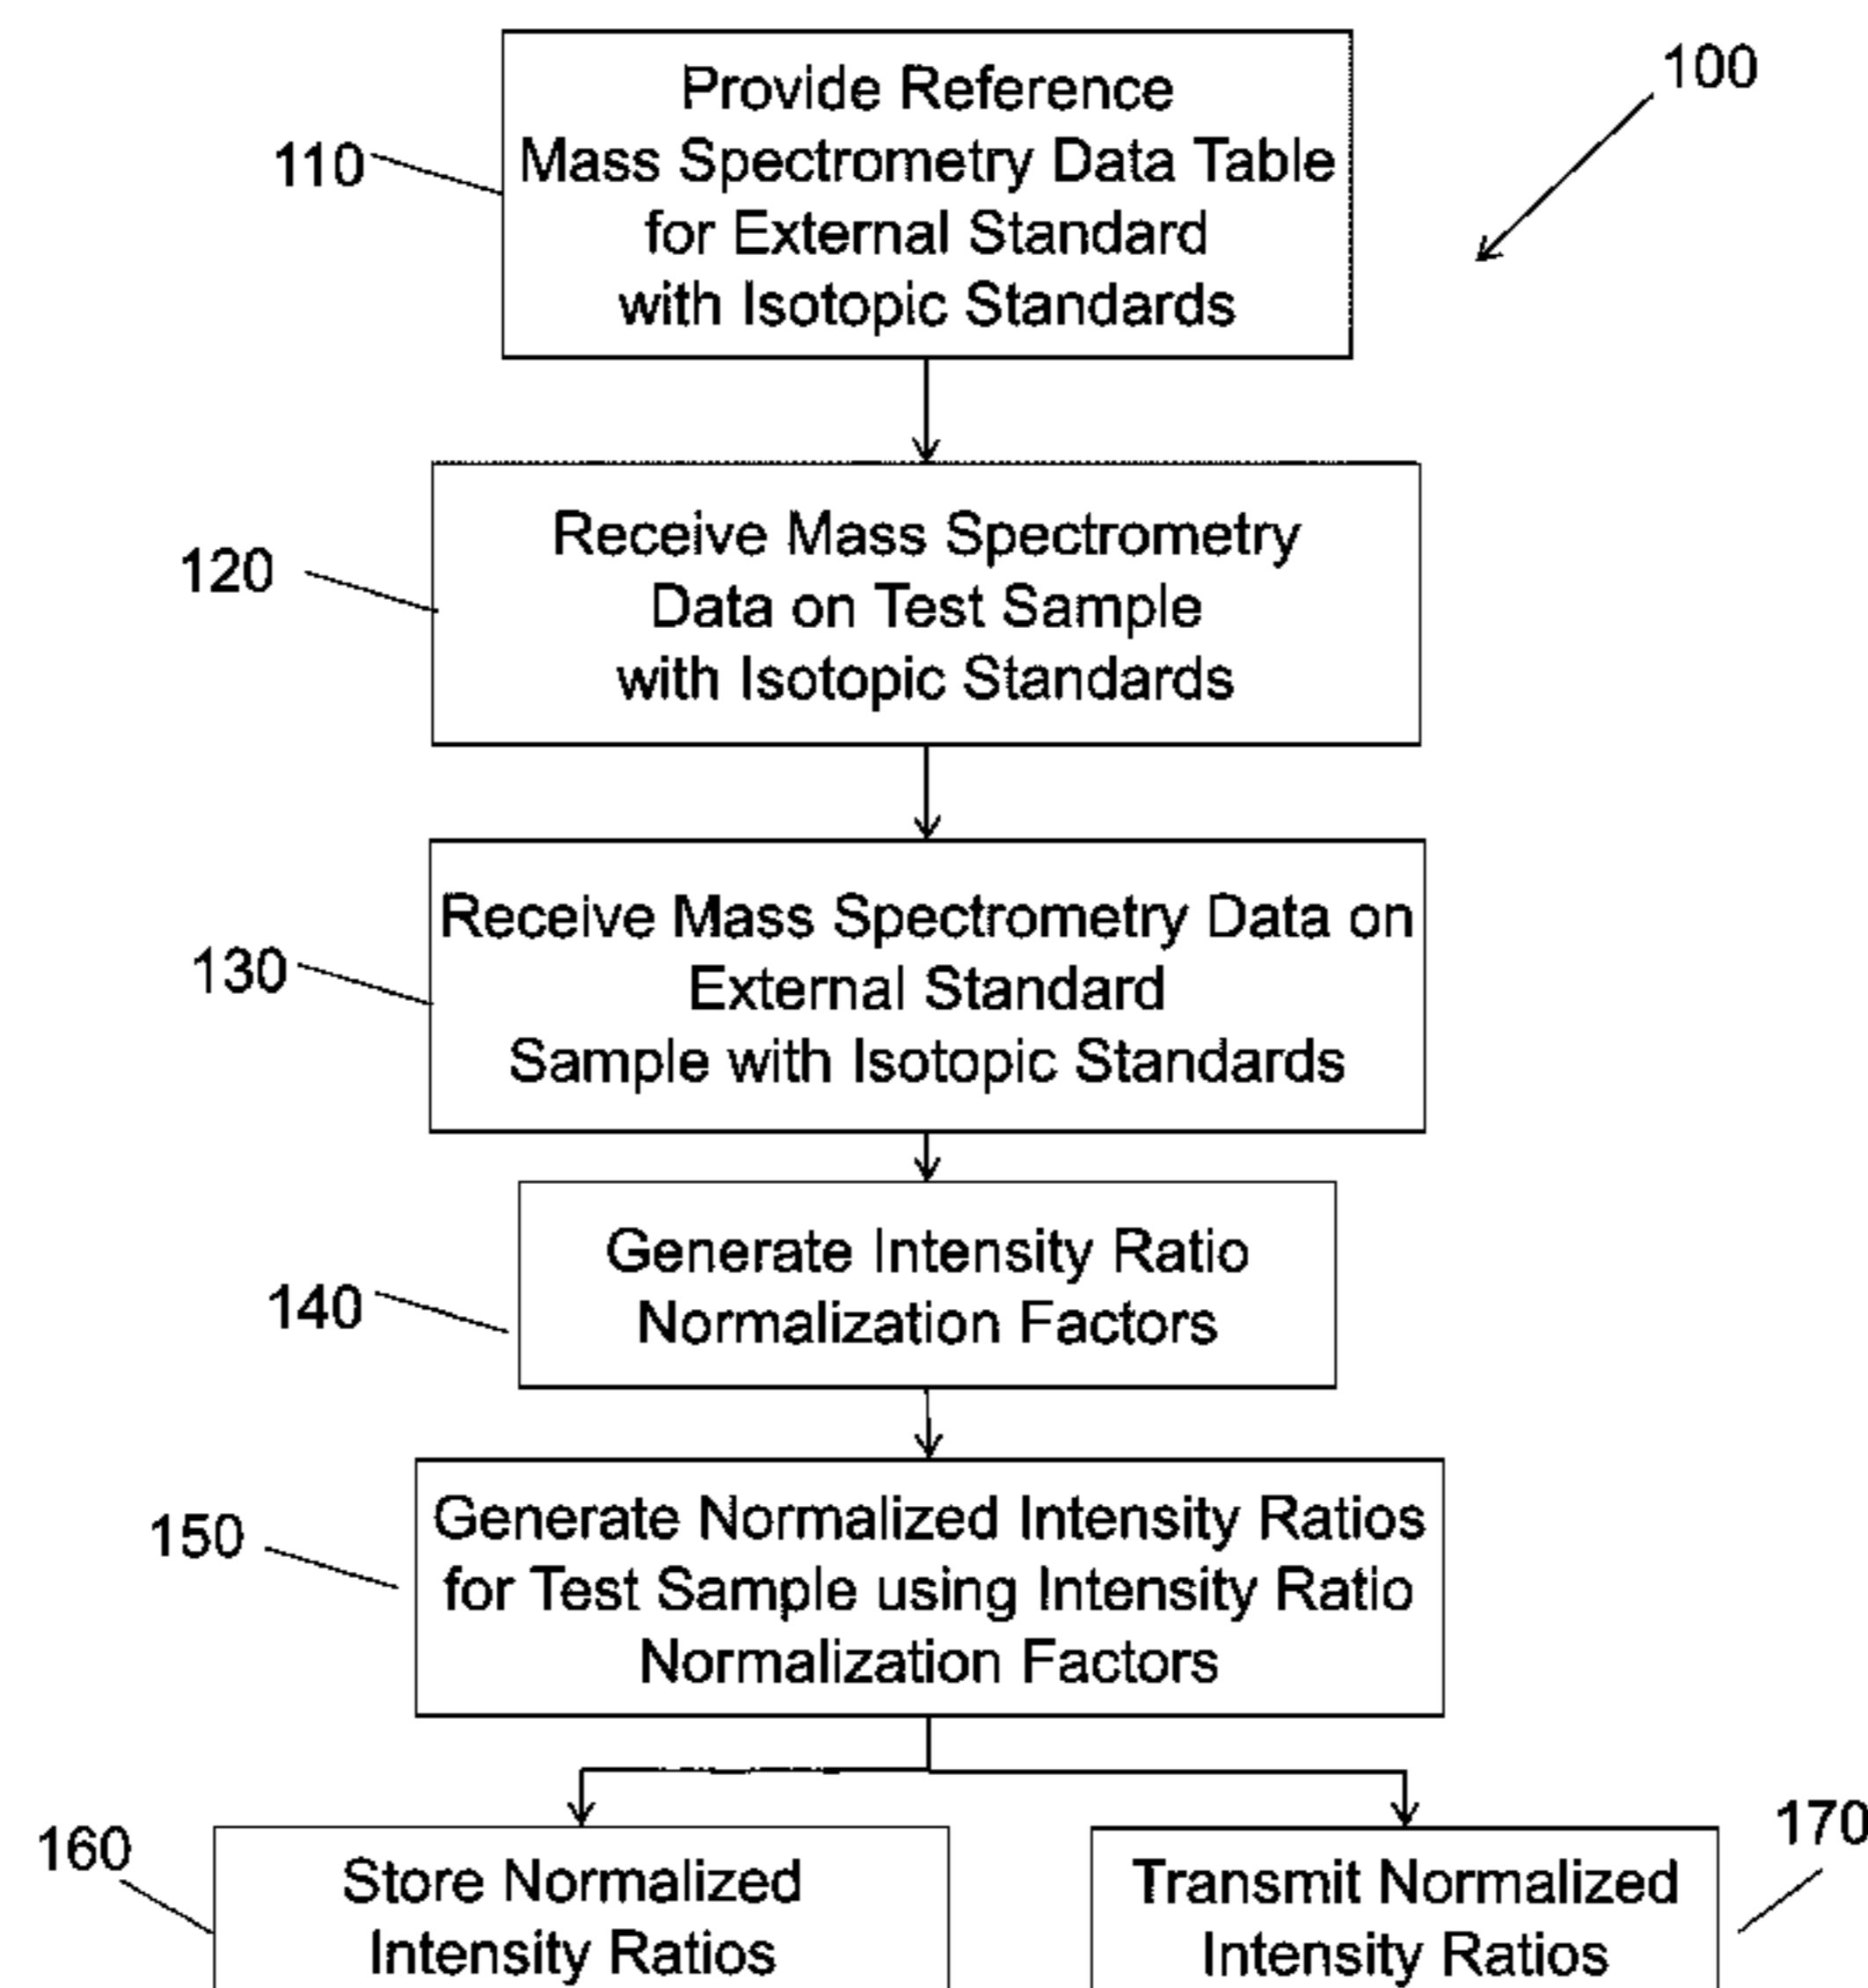 100
Provide Reference
Mass Spectrometry Data Table
for External Standard
with Isotopic Standards
110
Receive Mass Spectrometry
Data on Test Sample
with Isotopic Standards
120
Receive Mass Spectrometry Data on
External Standard
Sample with Isotopic Standards
130
Generate Intensity Ratio
Normalization Factors
140
Generate Normalized Intensity Ratios
for Test Sample using Intensity Ratio
Normalization Factors
150
160
Store Normalized
Intensity Ratios
Transmit Normalized
Intensity Ratios
170